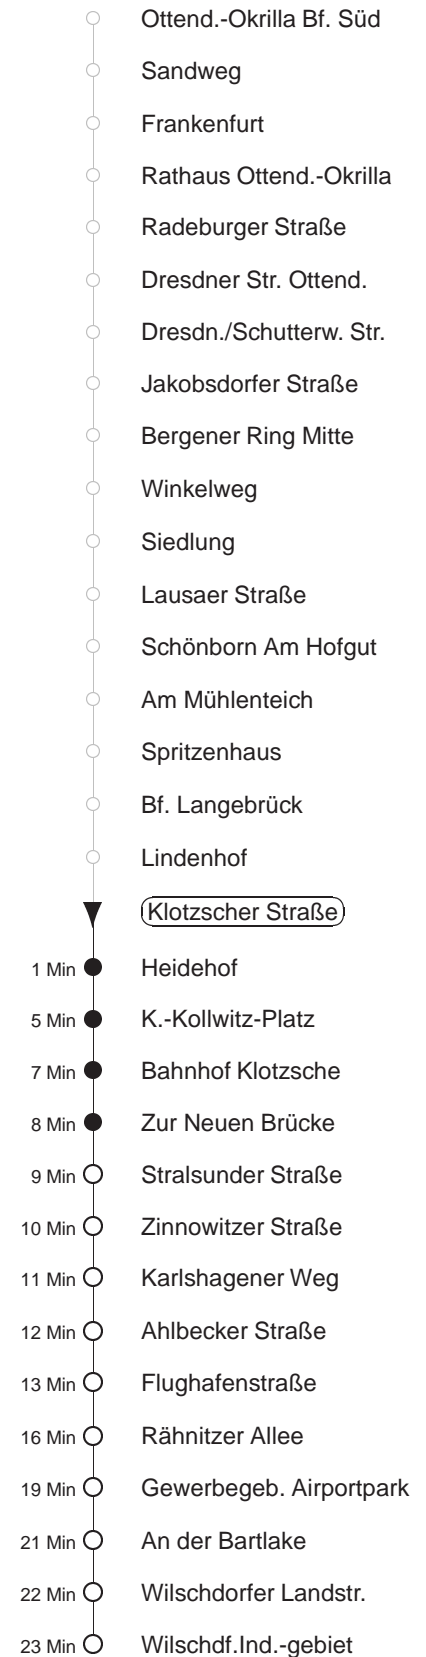 Ottend.-Okrilla Bf. Süd
Sandweg
Frankenfurt
Rathaus Ottend.-Okrilla
Radeburger Straße
Dresdner Str. Ottend.
Dresdn./Schutterw. Str.
Jakobsdorfer Straße
Bergener Ring Mitte
Winkelweg
Siedlung
Lausaer Straße
Schönborn Am Hofgut
Am Mühlenteich
Spritzenhaus
Bf. Langebrück
Lindenhof
Klotzscher Straße
1 Min Heidehof
5 Min K.-Kollwitz-Platz
7 Min Bahnhof Klotzsche
8 Min Zur Neuen Brücke
9 Min Stralsunder Straße
10 Min Zinnowitzer Straße
11 Min Karlshagener Weg
12 Min Ahlbecker Straße
13 Min Flughafenstraße
16 Min Rähnitzer Allee
19 Min Gewerbegeb. Airportpark
21 Min An der Bartlake
22 Min Wilschdorfer Landstr.
23 Min Wilschdf.Ind.-gebiet